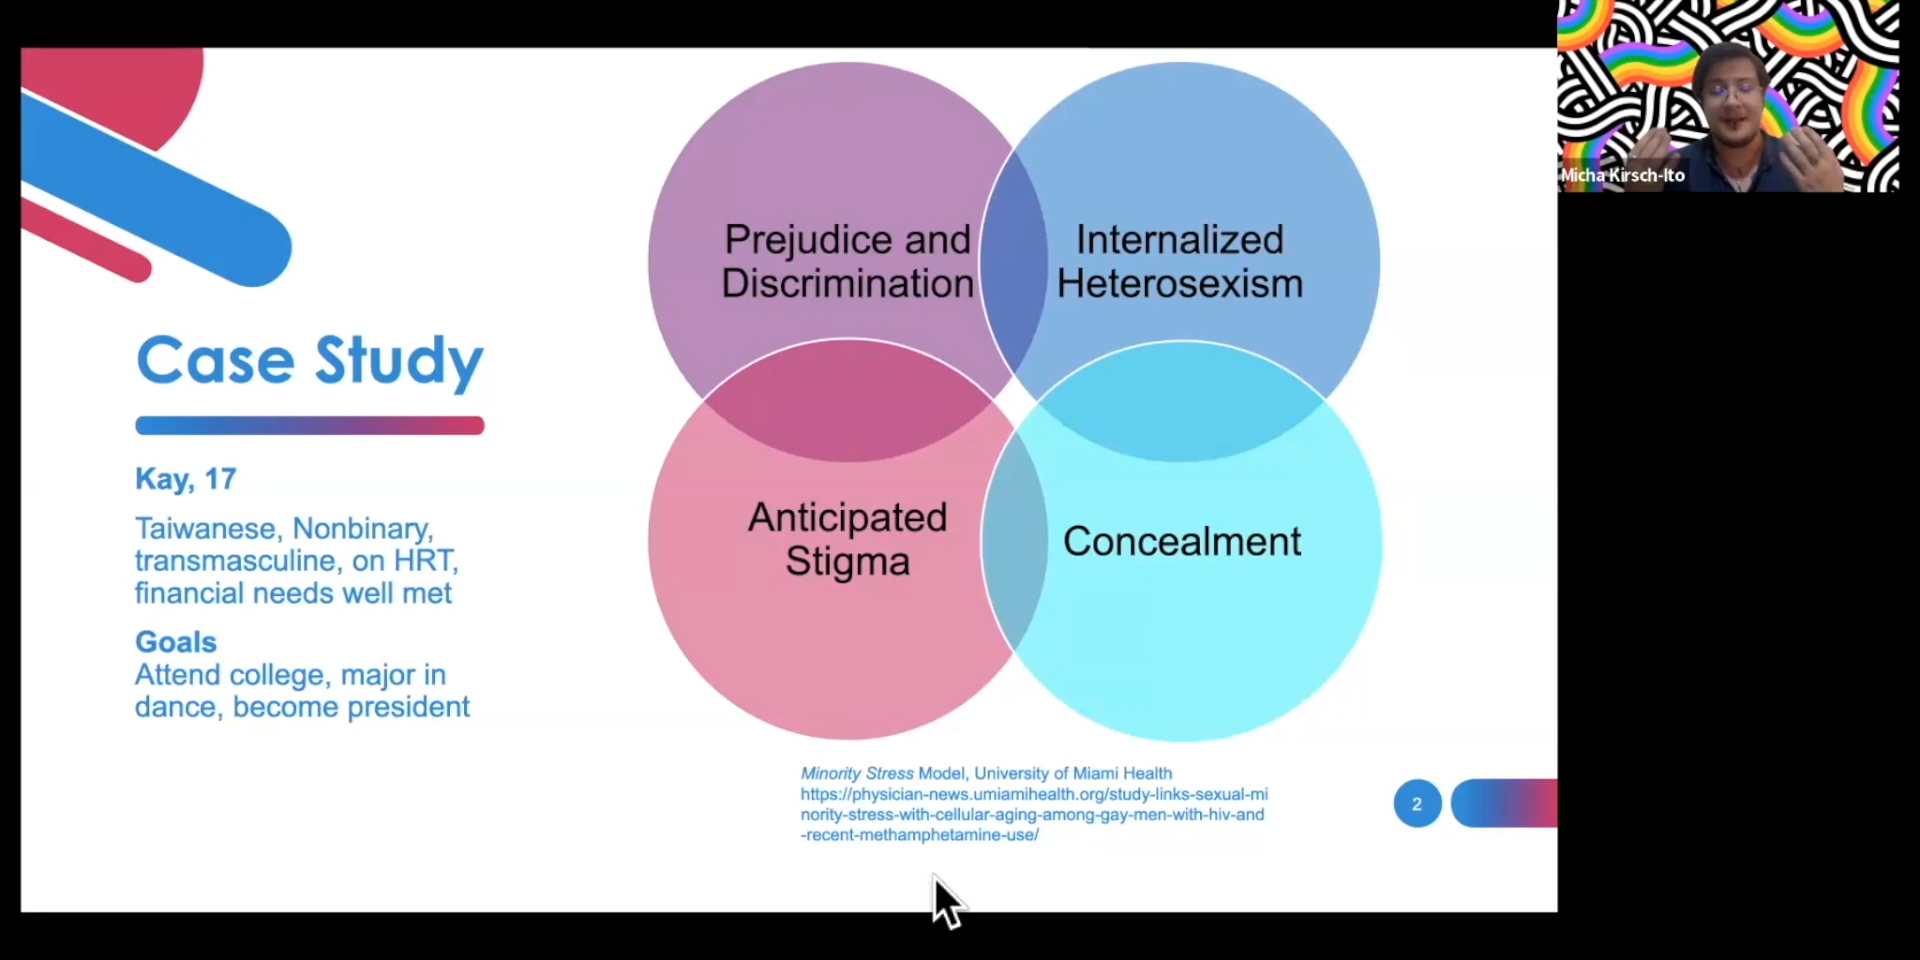 Case Study
Kay, 17
Taiwanese, Nonbinary,
transmasculine, on HRT,
financial needs well met
Goals
Attend college, major in
dance, become president
Prejudice and
Discrimination
Internalized
Heterosexism
Anticipated
Stigma
Concealment
Minority Stress Model, University of Miami Health
https://physician-news.umiamihealth.org/study-links-sexual-mi
nority-stress-with-cellular-aging-among-gay-men-with-hiv-and
-recent-methamphetamine-use/
2
Micha Kirsch-Ito